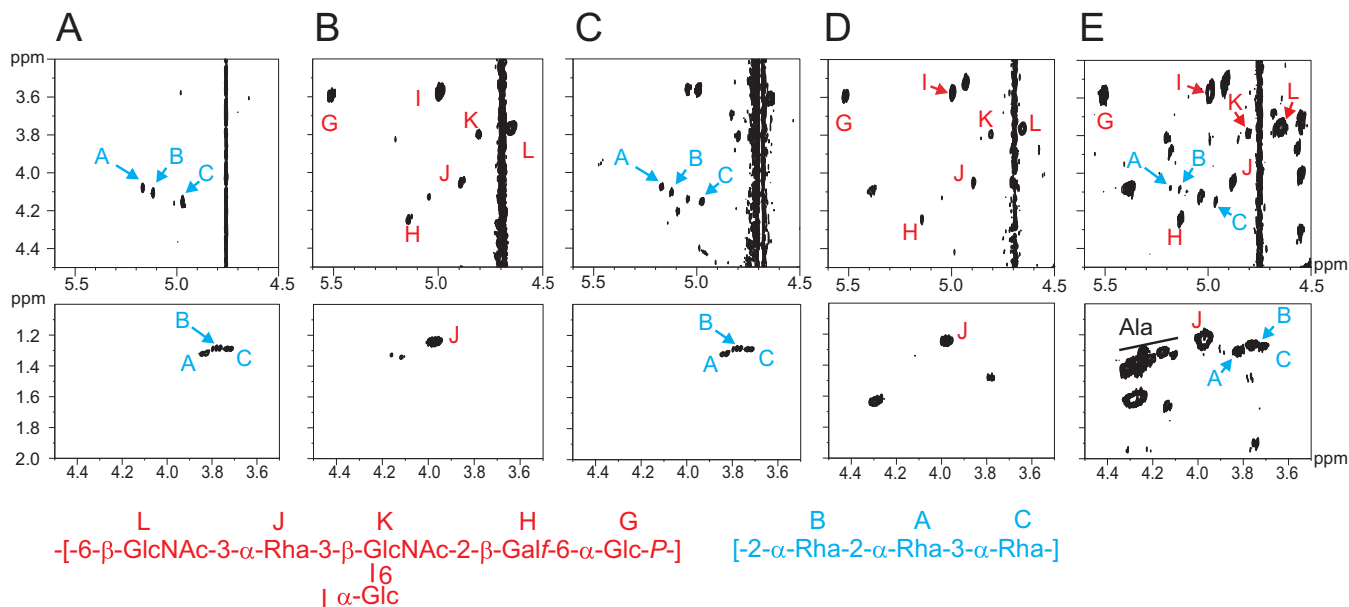 A B C D E
ppm
3.6
3.8
4.0
4.2
4.4
A B C
G I K J L H
A B C
G I K J L H
G I K L J A B C H
5.5 5.0 4.5
5.5 5.0 4.5
5.5 5.0 4.5
5.5 5.0 4.5
5.5 5.0 4.5 ppm
ppm
1.2
1.4
1.6
1.8
2.0
B A C
J
B A C
J
Ala J B A C
4.4 4.2 4.0 3.8 3.6
4.4 4.2 4.0 3.8 3.6
4.4 4.2 4.0 3.8 3.6
4.4 4.2 4.0 3.8 3.6
4.4 4.2 4.0 3.8 3.6 ppm
L J K H G
-[-6-β-GlcNAc-3-α-Rha-3-β-GlcNAc-2-β-Galf-6-α-Glc-P-]
I6
I α-Glc
B A C
[-2-α-Rha-2-α-Rha-3-α-Rha-]